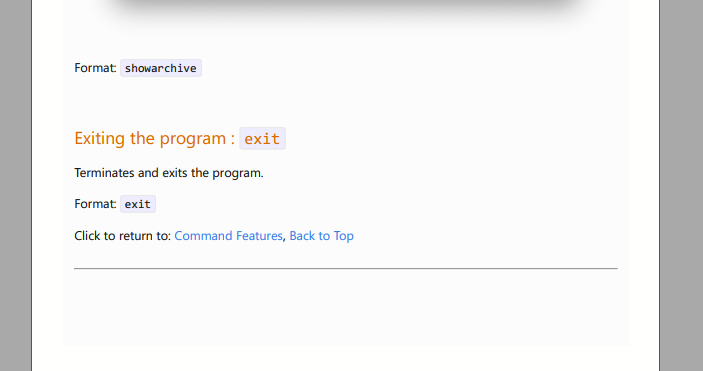 Format: showarchive
Exiting the program : exit
Terminates and exits the program.
Format: exit
Click to return to: Command Features, Back to Top